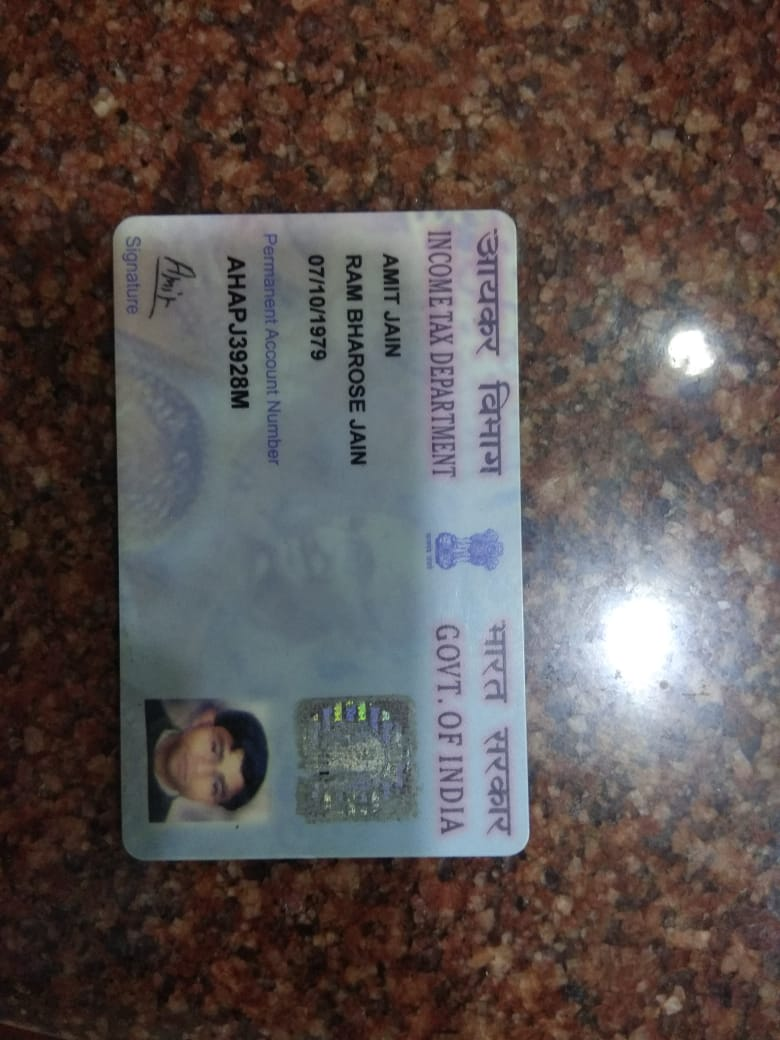 आयकर विभाग
भारत सरकार
INCOME TAX DEPARTMENT
GOVT. OF INDIA
AMIT JAIN
RAM BHAROSE JAIN
07/10/1979
Permanent Account Number
AHAPJ3928M
Amit
Signature